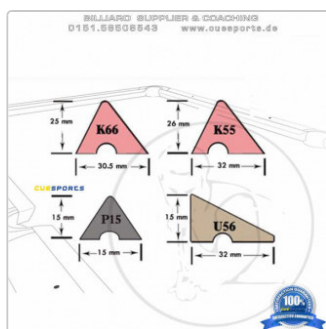 BILLIARD SUPPLIER & COACHING
0151.58508543 www.cuesports.de
25 mm
K66
30.5 mm
26 mm
K55
32 mm
CUESPORTS
15 mm
P15
15 mm
15 mm
U56
32 mm
100%